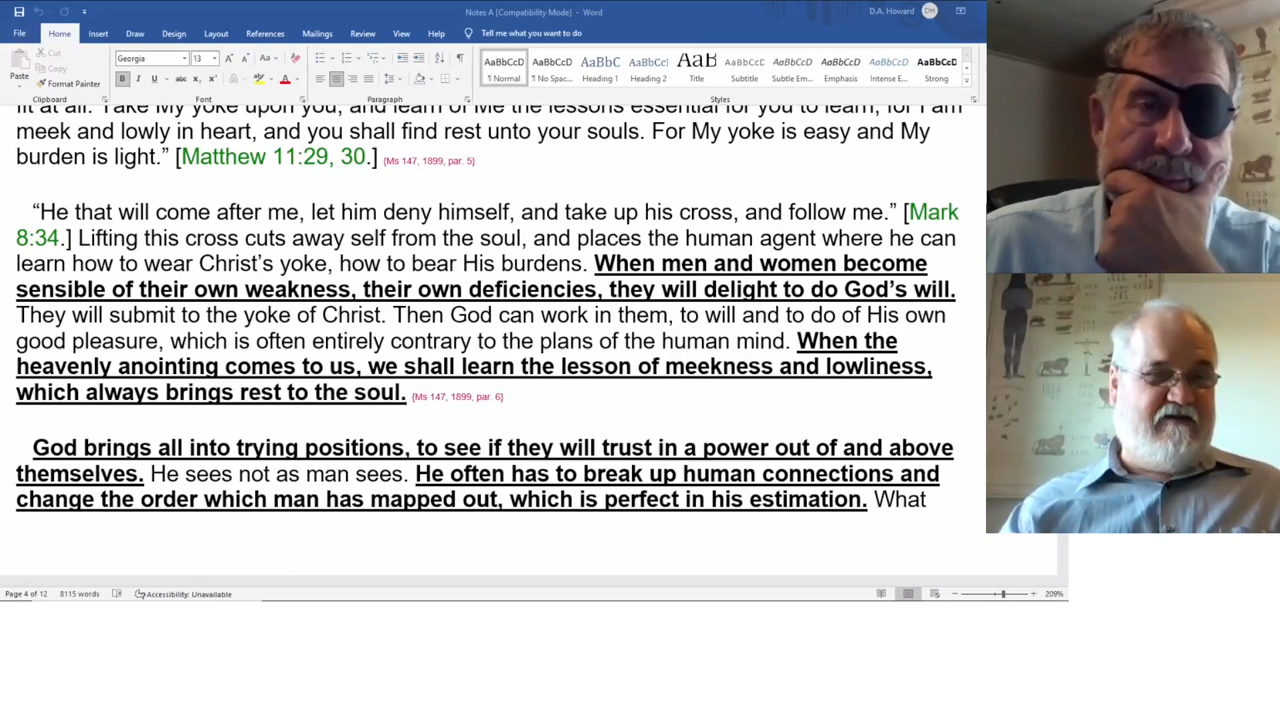 Notes A [Compatibility Mode] - Word
D.A. Howard DH
File Home Insert Draw Design Layout References Mailings Review View Help Tell me what you want to do
Paste
Cut
Copy
Format Painter
Clipboard
Georgia 13
B I U abc x₂ x² A
Font
Paragraph
AaBbCcD AaBbCcD AaBbC AaBbC AaB AaBbCcD AaBbCcD AaBbCcD AaBbCcD AaBbCcD
¶ Normal ¶ No Spac... Heading 1 Heading 2 Title Subtitle Subtle Em... Emphasis Intense E... Strong
Styles
lift at all. Take My yoke upon you, and learn of Me the lessons essential for you to learn, for I am
meek and lowly in heart, and you shall find rest unto your souls. For My yoke is easy and My
burden is light.” [Matthew 11:29, 30.] {Ms 147, 1899, par. 5}
“He that will come after me, let him deny himself, and take up his cross, and follow me.” [Mark
8:34.] Lifting this cross cuts away self from the soul, and places the human agent where he can
learn how to wear Christ’s yoke, how to bear His burdens. When men and women become
sensible of their own weakness, their own deficiencies, they will delight to do God’s will.
They will submit to the yoke of Christ. Then God can work in them, to will and to do of His own
good pleasure, which is often entirely contrary to the plans of the human mind. When the
heavenly anointing comes to us, we shall learn the lesson of meekness and lowliness,
which always brings rest to the soul. {Ms 147, 1899, par. 6}
God brings all into trying positions, to see if they will trust in a power out of and above
themselves. He sees not as man sees. He often has to break up human connections and
change the order which man has mapped out, which is perfect in his estimation. What
Page 4 of 12 8115 words Accessibility: Unavailable 209%